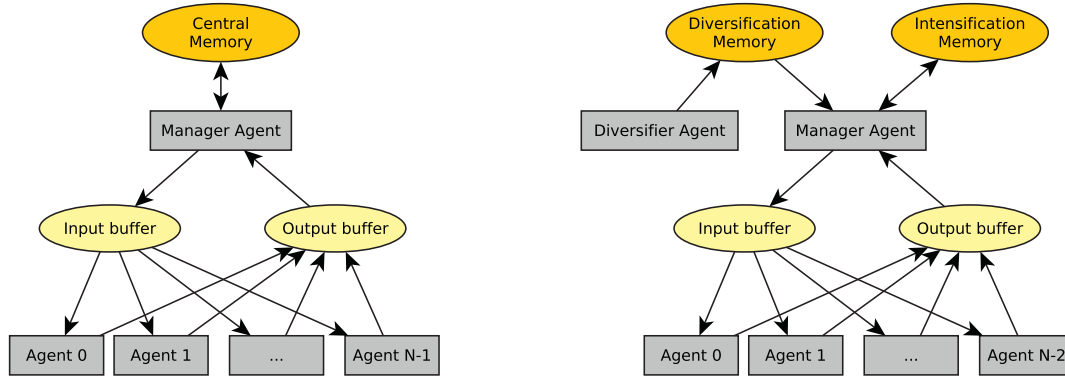 Central
Memory
Manager Agent
Input buffer
Output buffer
Agent 0
Agent 1
...
Agent N-1
Diversification
Memory
Intensification
Memory
Diversifier Agent
Manager Agent
Input buffer
Output buffer
Agent 0
Agent 1
...
Agent N-2